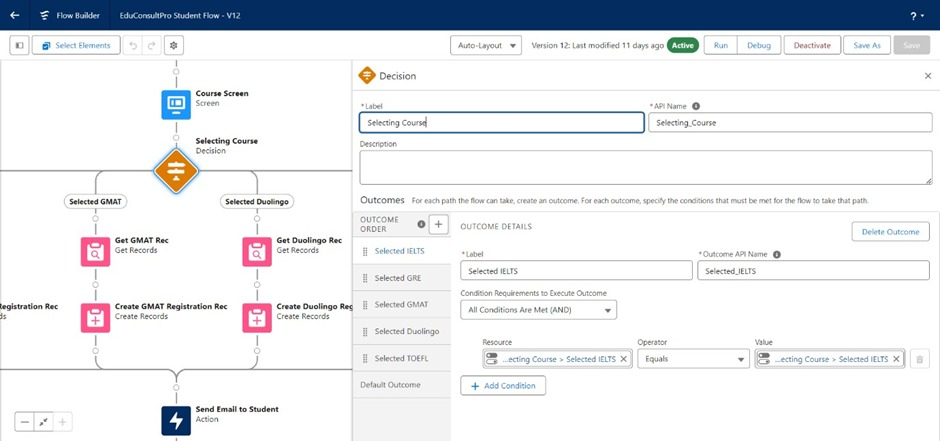 Flow Builder
EduConsultPro Student Flow - V12
?
Select Elements
Auto-Layout
Version 12: Last modified 11 days ago
Active
Run
Debug
Deactivate
Save As
Save
Course Screen
Screen
Selecting Course
Decision
Selected GMAT
Selected Duolingo
Get GMAT Rec
Get Records
Get Duolingo Rec
Get Records
Registration Rec
ds
Create GMAT Registration Rec
Create Records
Create Duolingo Reg
Create Records
Send Email to Student
Action
Decision
* Label
Selecting Course
* API Name
Selecting_Course
Description
Outcomes For each path the flow can take, create an outcome. For each outcome, specify the conditions that must be met for the flow to take that path.
OUTCOME
ORDER
Selected IELTS
Selected GRE
Selected GMAT
Selected Duolingo
Selected TOEFL
Default Outcome
OUTCOME DETAILS
Delete Outcome
* Label
Selected IELTS
* Outcome API Name
Selected_IELTS
Condition Requirements to Execute Outcome
All Conditions Are Met (AND)
Resource
...ecting Course > Selected IELTS
Operator
Equals
Value
...ecting Course > Selected IELTS
+ Add Condition